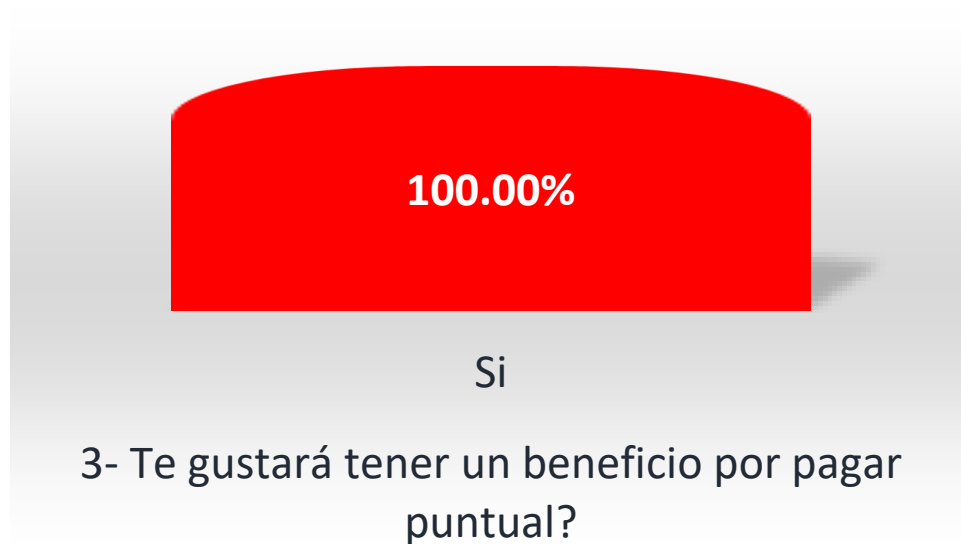 100.00%
Si
3- Te gustará tener un beneficio por pagar
puntual?